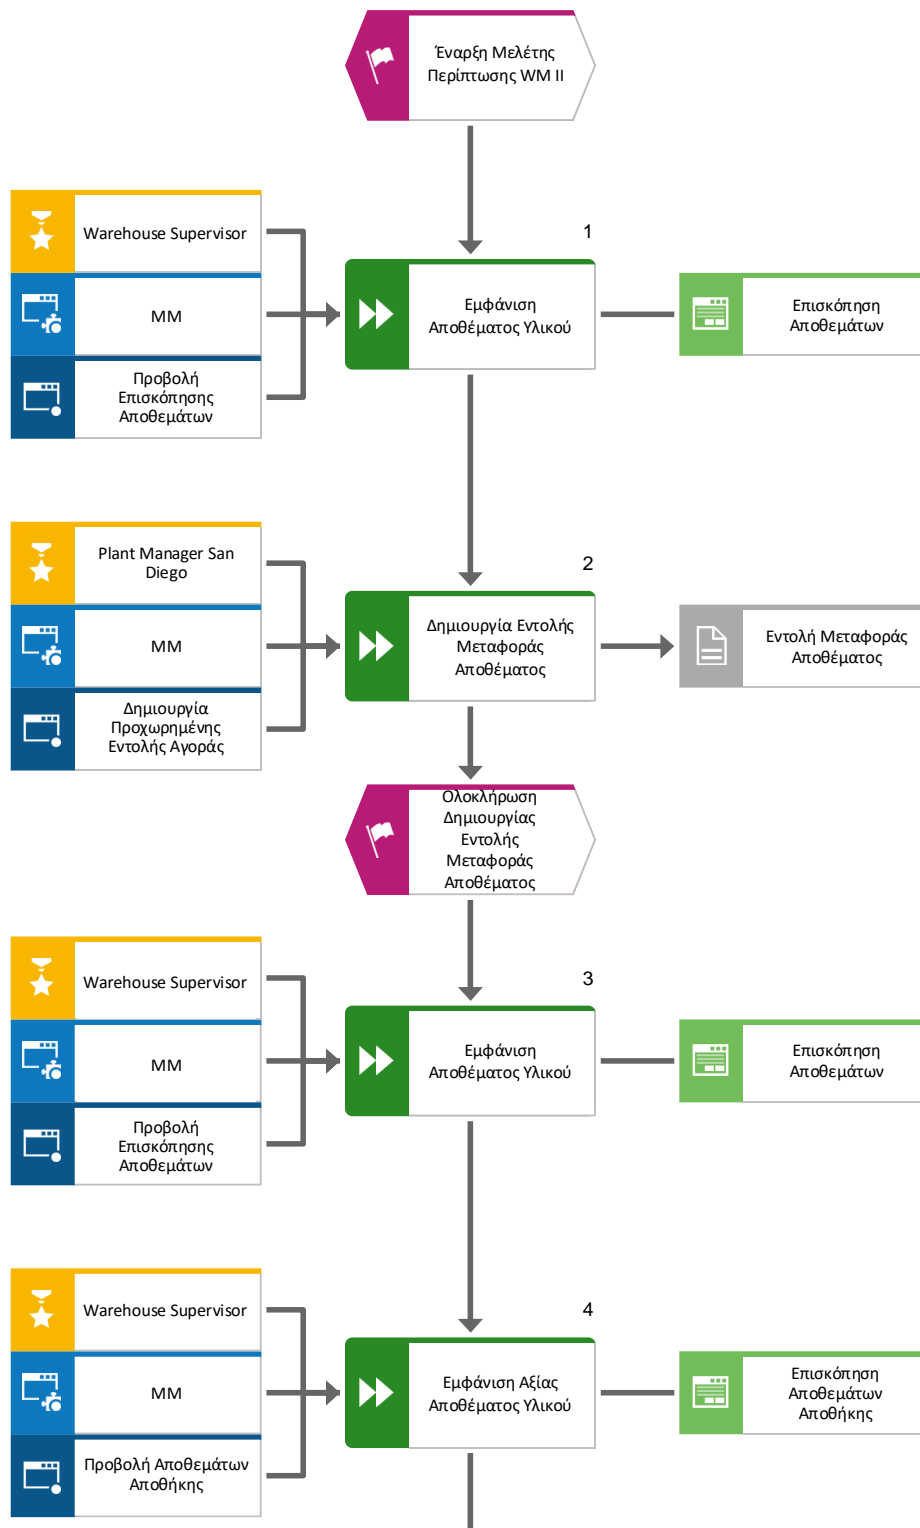 Έναρξη Μελέτης
Περίπτωσης WM II
1
Warehouse Supervisor
MM
Προβολή
Επισκόπησης
Αποθεμάτων
Εμφάνιση
Αποθέματος Υλικού
Επισκόπηση
Αποθεμάτων
2
Plant Manager San
Diego
MM
Δημιουργία
Προχωρημένης
Εντολής Αγοράς
Δημιουργία Εντολής
Μεταφοράς
Αποθέματος
Εντολή Μεταφοράς
Αποθέματος
Ολοκλήρωση
Δημιουργίας
Εντολής
Μεταφοράς
Αποθέματος
3
Warehouse Supervisor
MM
Προβολή
Επισκόπησης
Αποθεμάτων
Εμφάνιση
Αποθέματος Υλικού
Επισκόπηση
Αποθεμάτων
4
Warehouse Supervisor
MM
Προβολή Αποθεμάτων
Αποθήκης
Εμφάνιση Αξίας
Αποθέματος Υλικού
Επισκόπηση
Αποθεμάτων
Αποθήκης